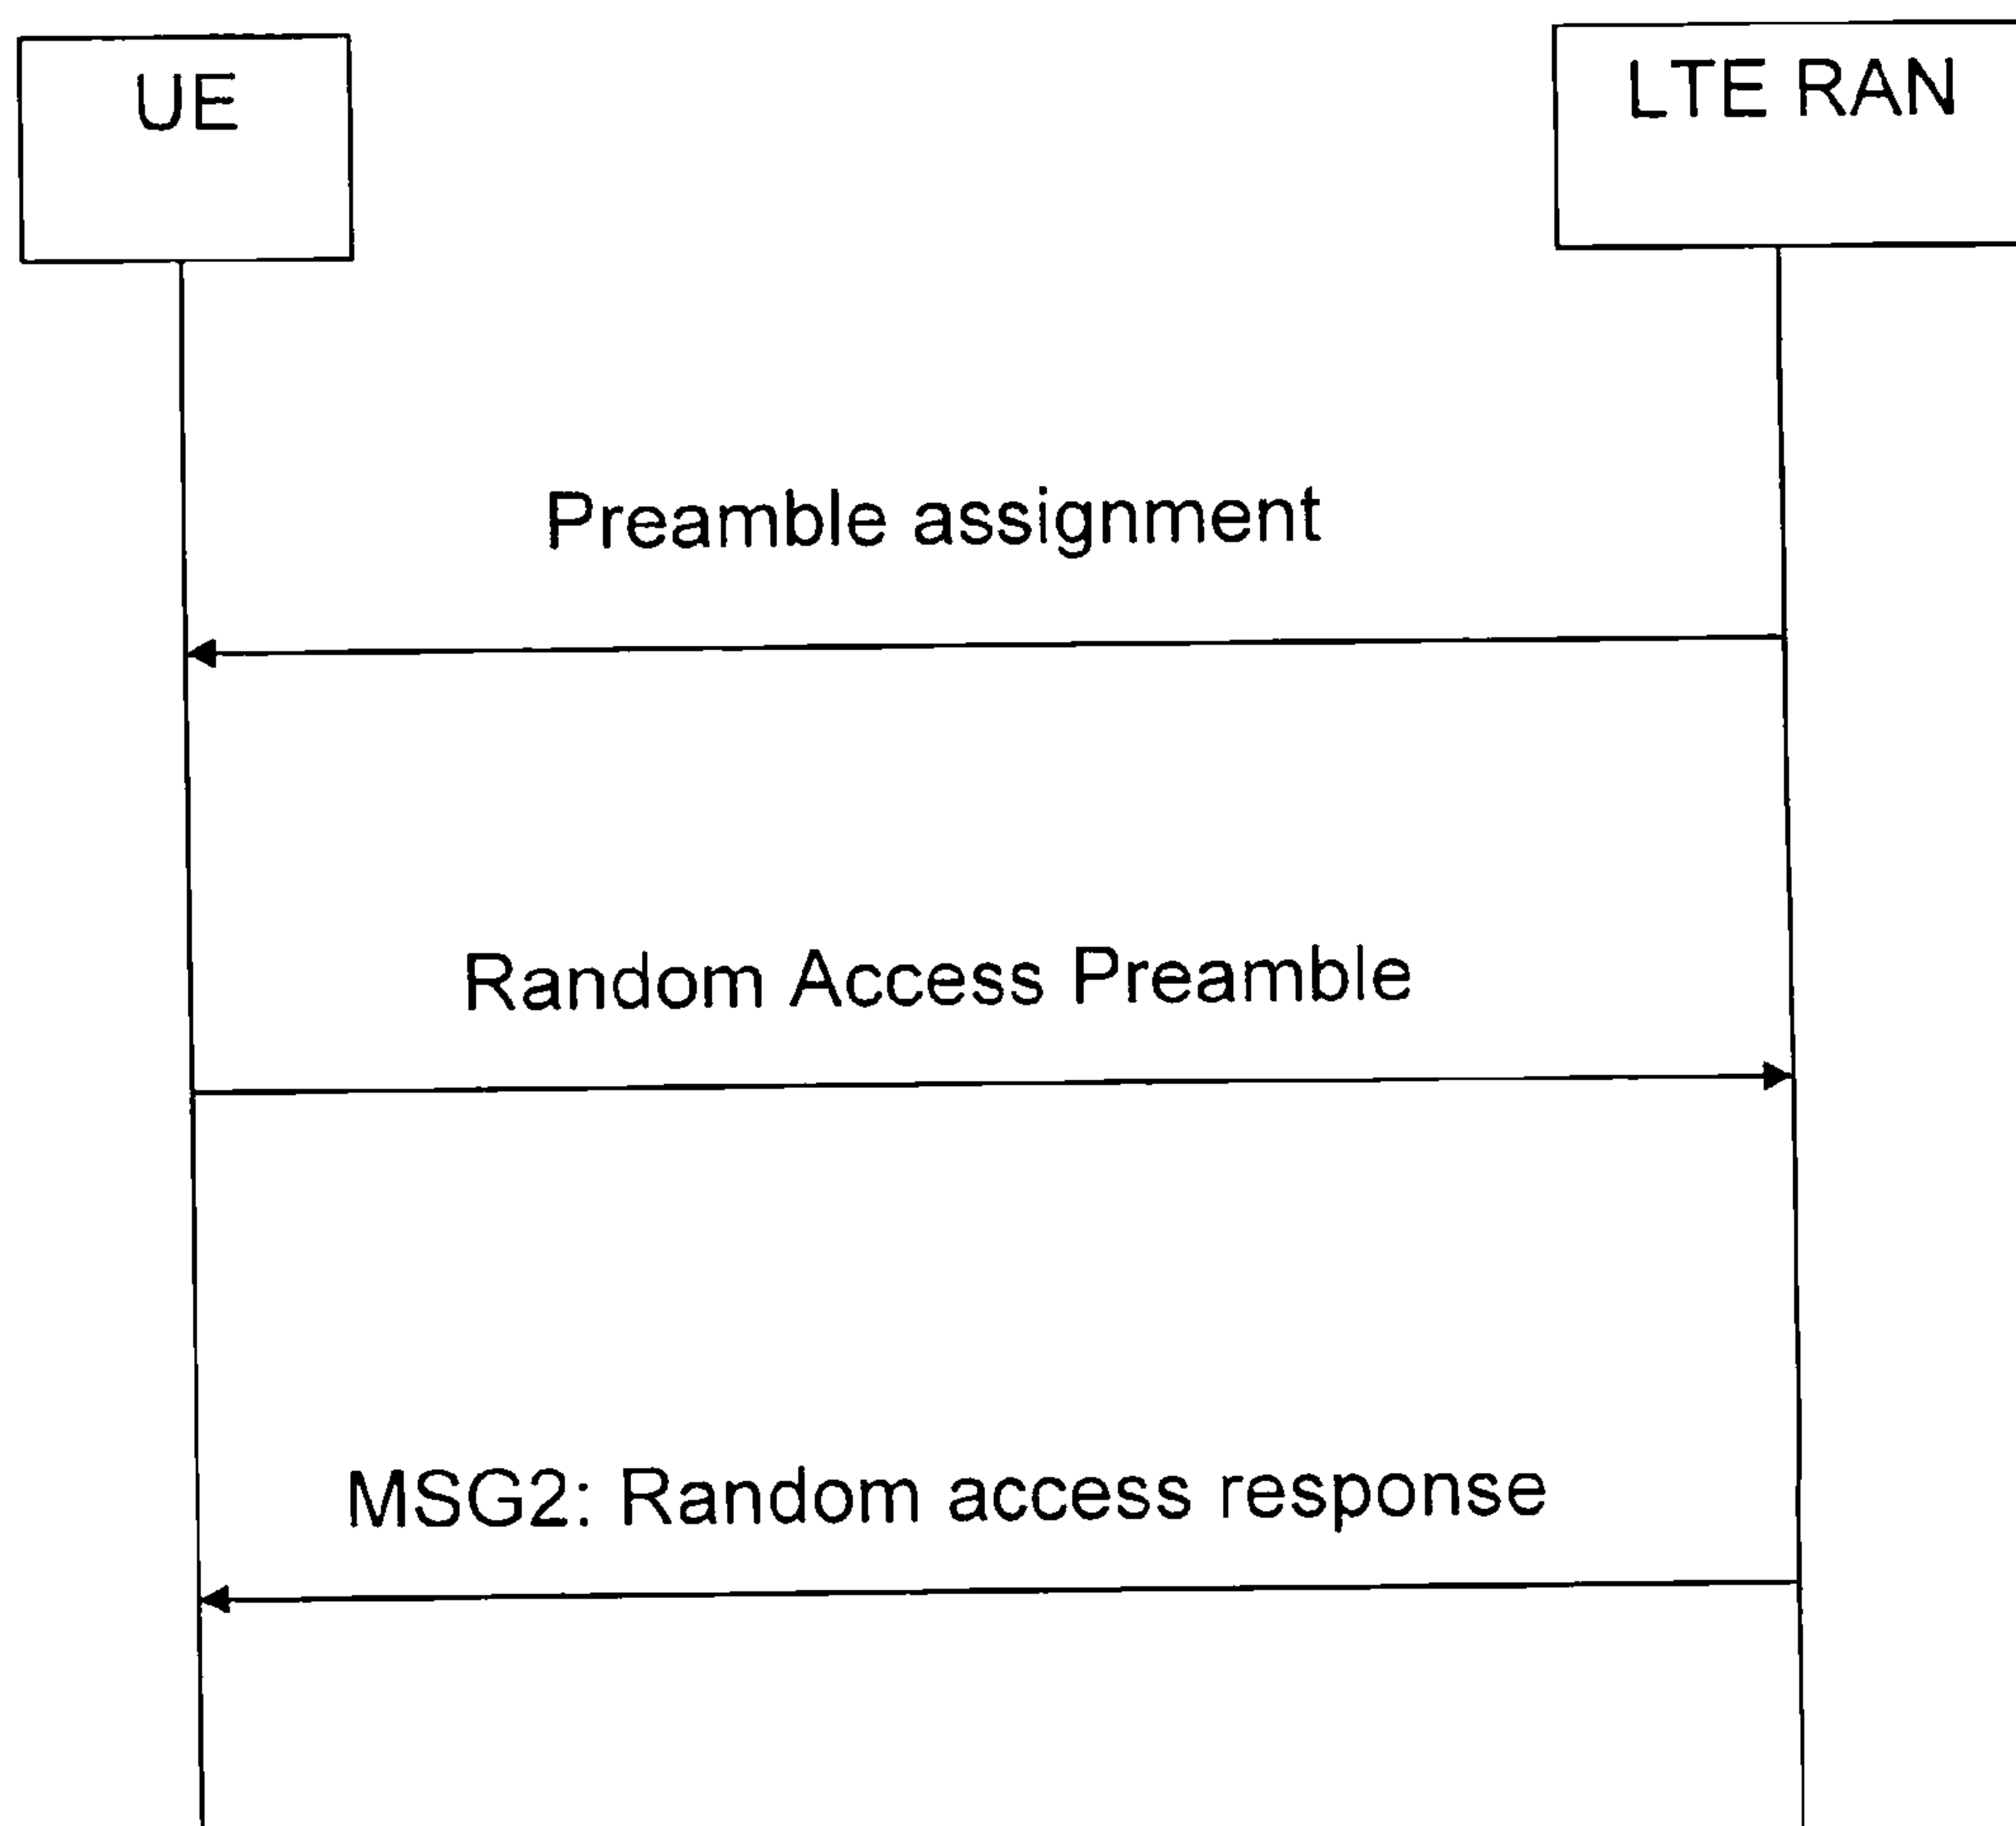 UE
LTE RAN
Preamble assignment
Random Access Preamble
MSG2: Random access response